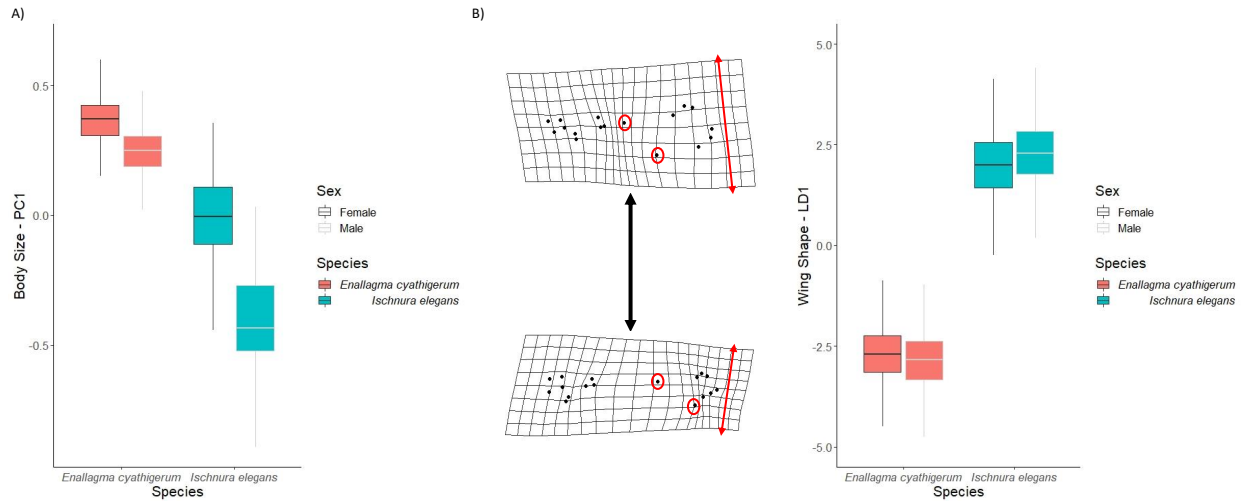 A)
Body Size - PC1
0.5
0.0
-0.5
Enallagma cyathigerum
Ischnura elegans
Species
Sex
Female
Male
Species
Enallagma cyathigerum
Ischnura elegans
B)
Wing Shape - LD1
5.0
2.5
0.0
-2.5
-5.0
Enallagma cyathigerum
Ischnura elegans
Species
Sex
Female
Male
Species
Enallagma cyathigerum
Ischnura elegans